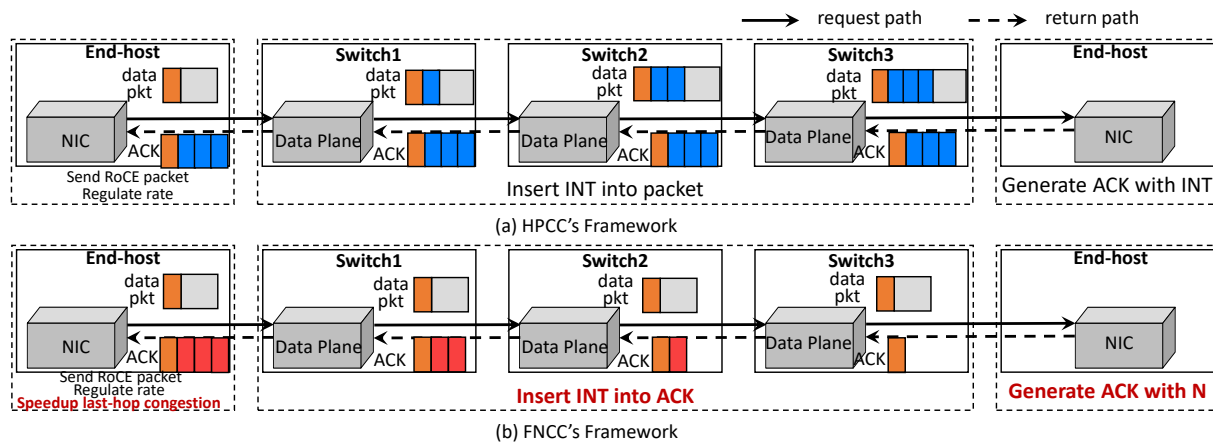 request path
return path
End-host
Switch1
Switch2
Switch3
End-host
data
pkt
data
pkt
data
pkt
data
pkt
NIC
Data Plane
Data Plane
Data Plane
NIC
ACK
ACK
ACK
ACK
Send RoCE packet
Regulate rate
Insert INT into packet
Generate ACK with INT
(a) HPCC's Framework
End-host
Switch1
Switch2
Switch3
End-host
data
pkt
data
pkt
data
pkt
data
pkt
NIC
Data Plane
Data Plane
Data Plane
NIC
ACK
ACK
ACK
ACK
Send RoCE packet
Regulate rate
Speedup last-hop congestion
Insert INT into ACK
Generate ACK with N
(b) FNCC's Framework